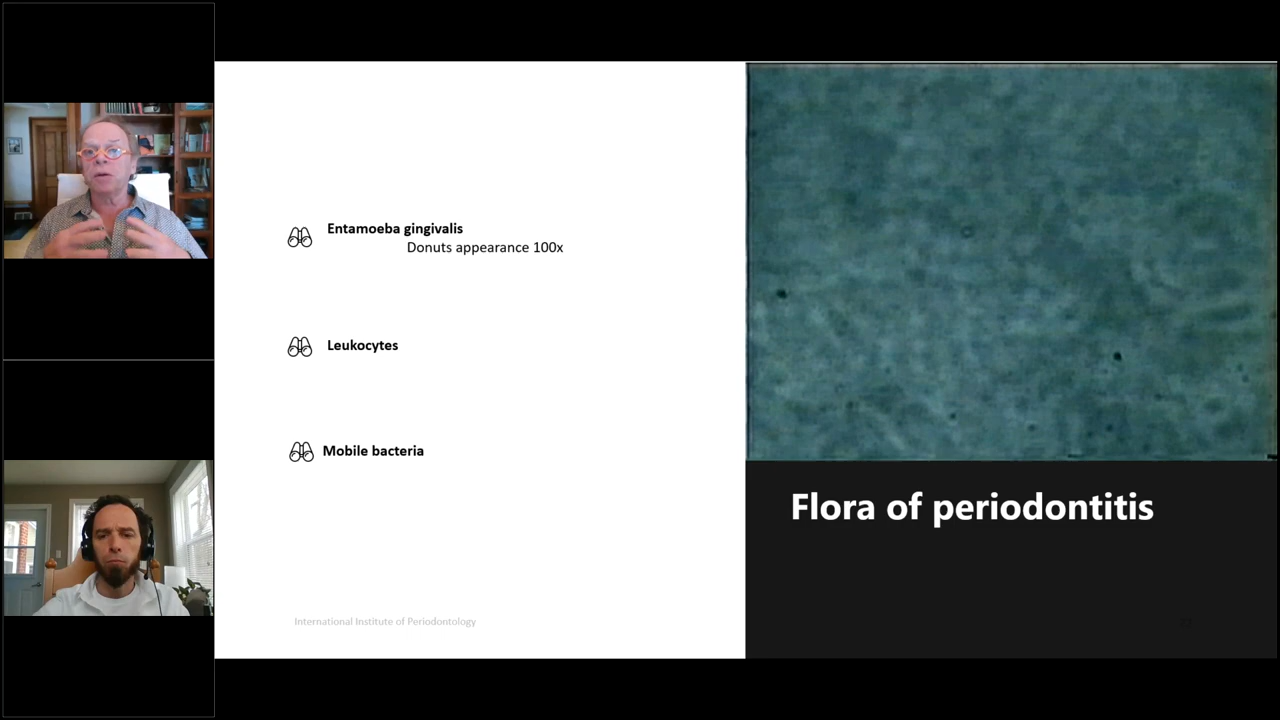 Entamoeba gingivalis
Donuts appearance 100x
Leukocytes
Mobile bacteria
International Institute of Periodontology
Flora of periodontitis